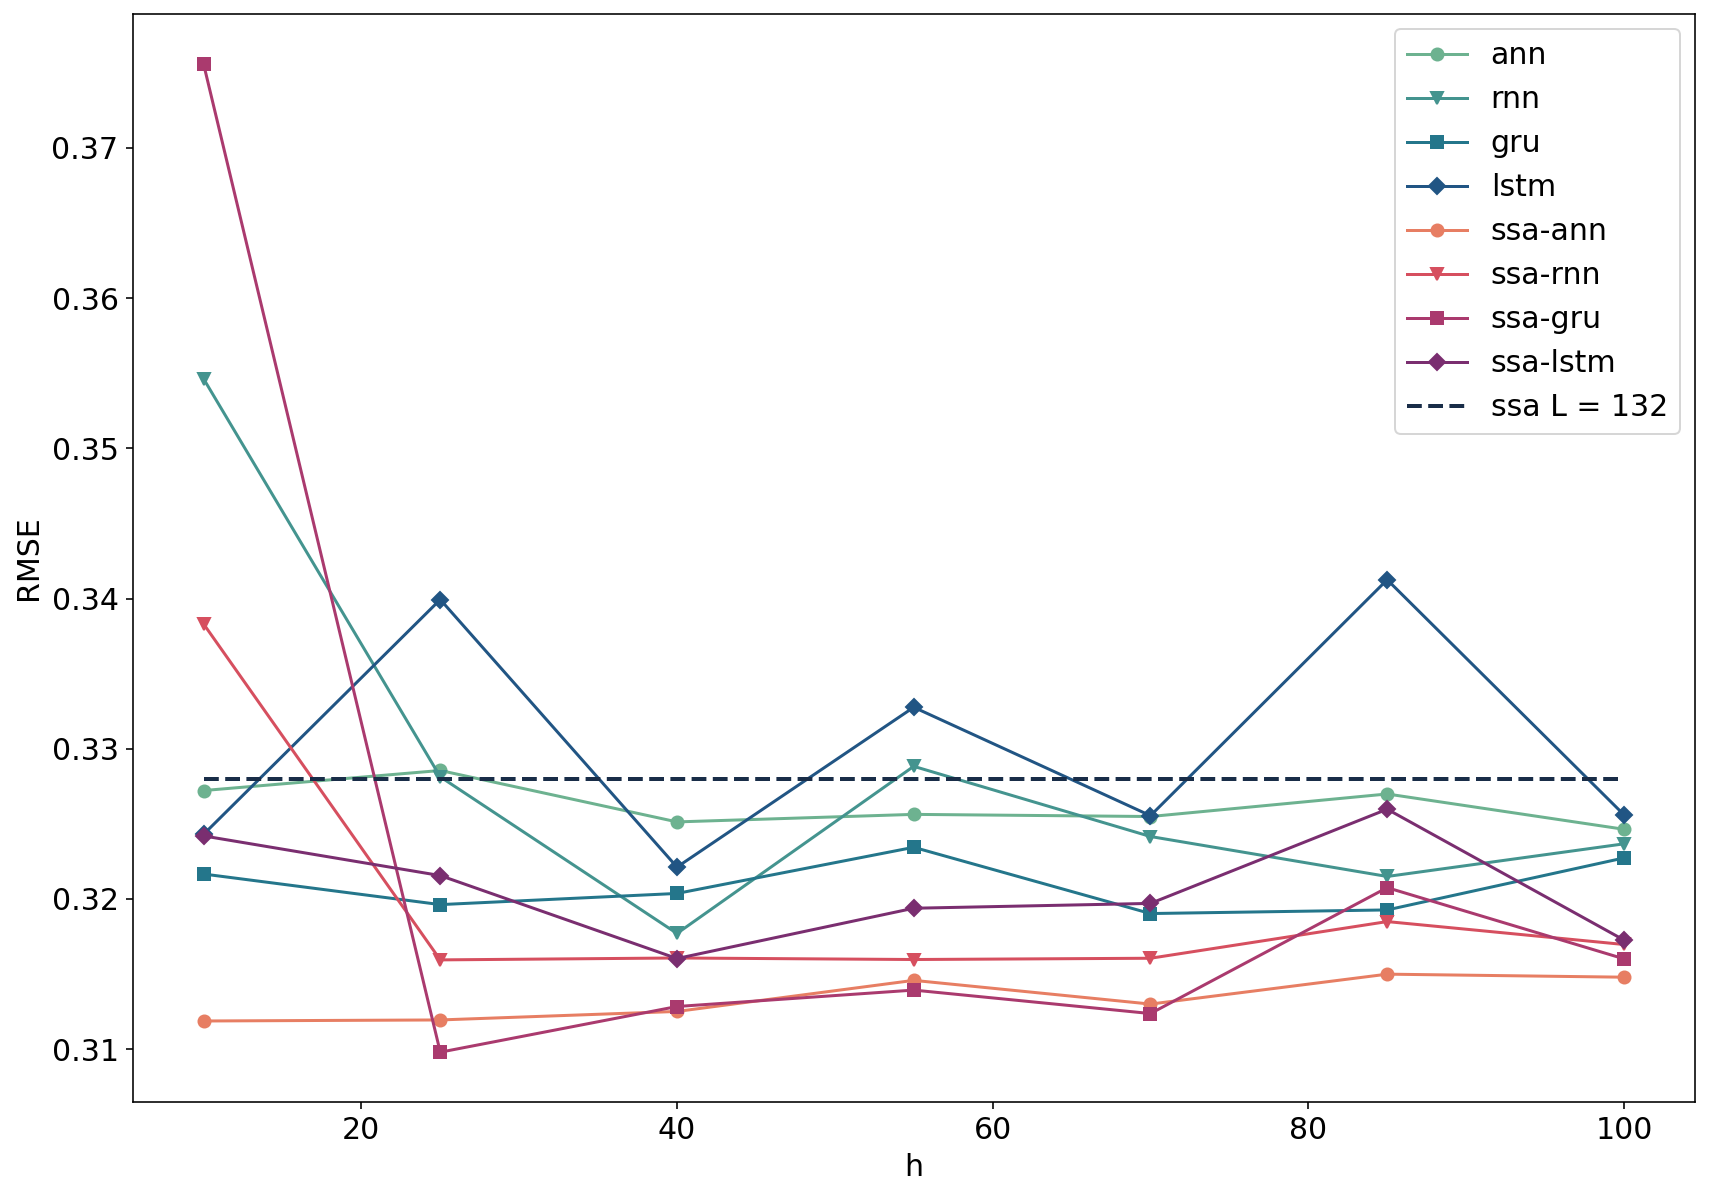 ann
rnn
gru
lstm
ssa-ann
ssa-rnn
ssa-gru
ssa-lstm
ssa L = 132
RMSE
0.37
0.36
0.35
0.34
0.33
0.32
0.31
20 40 60 80 100
h